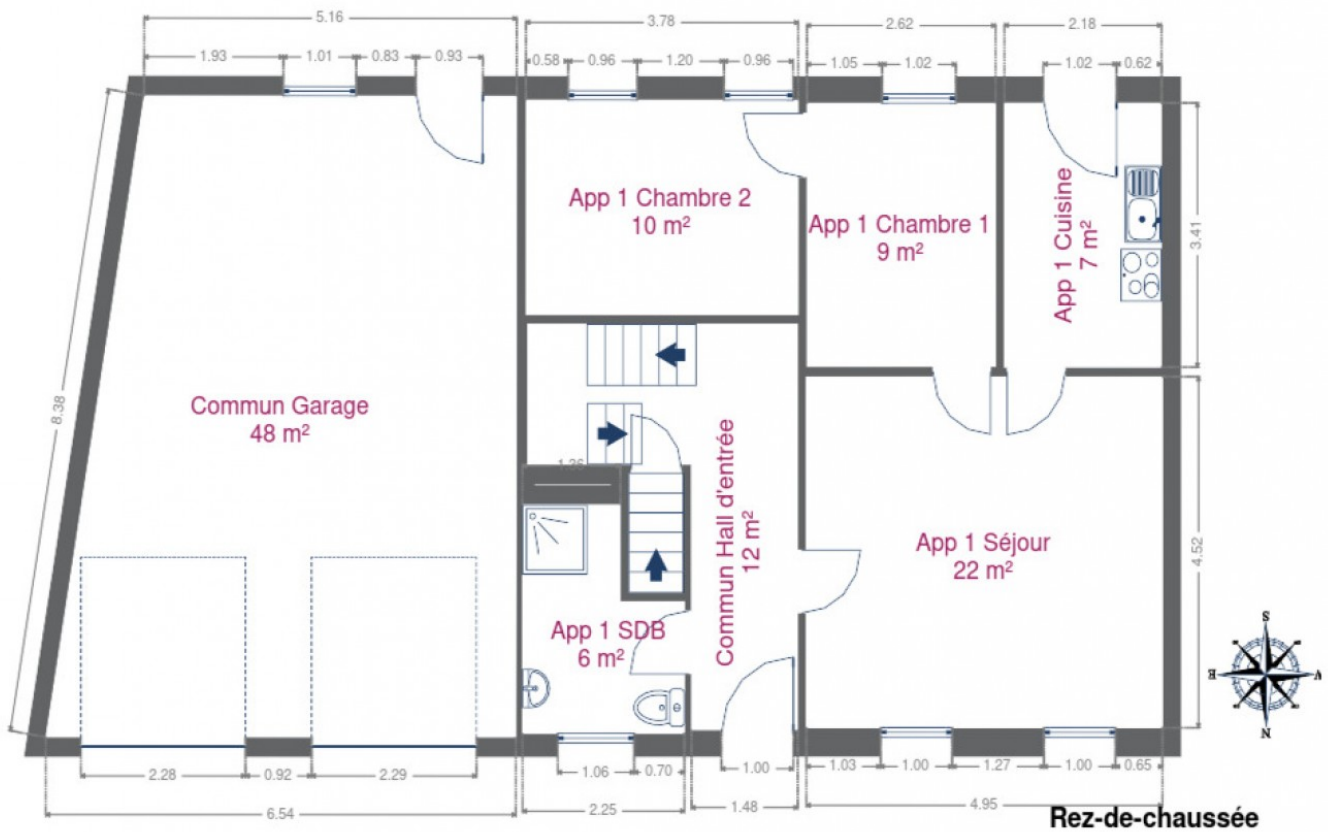 5.16
3.78
2.62
2.18
1.93
1.01
0.83
0.93
0.58
0.96
1.20
0.96
1.05
1.02
1.02
0.62
App 1 Chambre 2
10 m²
App 1 Chambre 1
9 m²
App 1 Cuisine
7 m²
3.41
8.38
Commun Garage
48 m²
Commun Hall d'entrée
12 m²
App 1 Séjour
22 m²
4.52
App 1 SDB
6 m²
S
E
N
2.28
0.92
2.29
1.06
0.70
1.00
1.03
1.00
1.27
1.00
0.65
6.54
2.25
1.48
4.95
Rez-de-chaussée